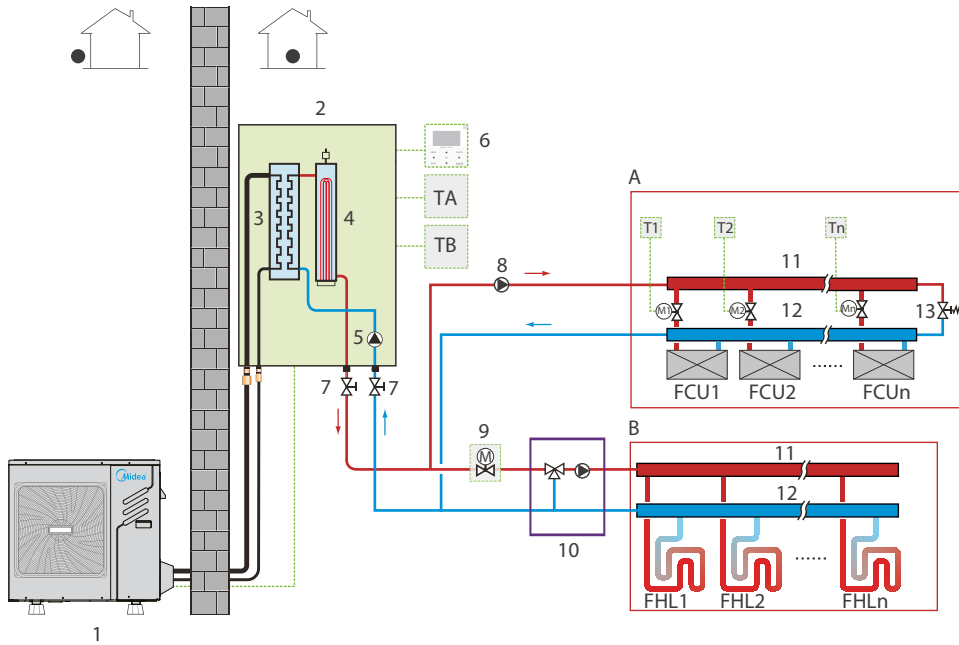 2
6
3
4
TA
TB
5
7
7
8
9
10
A
T1
T2
Tn
11
M1
M2
Mn
12
13
FCU1
FCU2
......
FCUn
B
M
11
12
......
FHL1
FHL2
FHLn
Midea
1